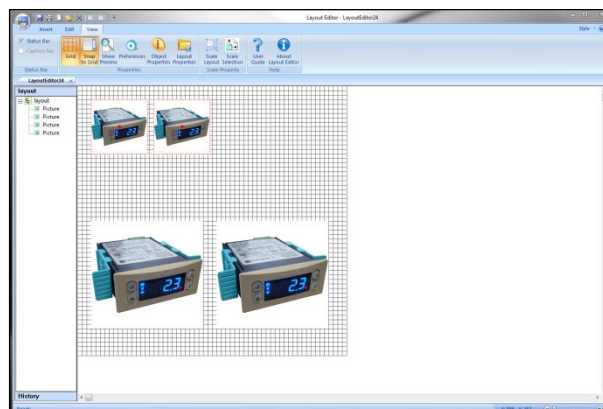 Layout Editor - LayoutEditor24
Insert Edit View
Style
Status Bar
Caption Bar
Grid
Snap to Grid
Show Preview
Preferences
Object Properties
Layout Properties
Scale Layout
Scale Selection
User Guide
About Layout Editor
Status Bar Properties Scale Property Help
LayoutEditor24
layout
layout
Picture
Picture
Picture
Picture
23
23
23
23
History